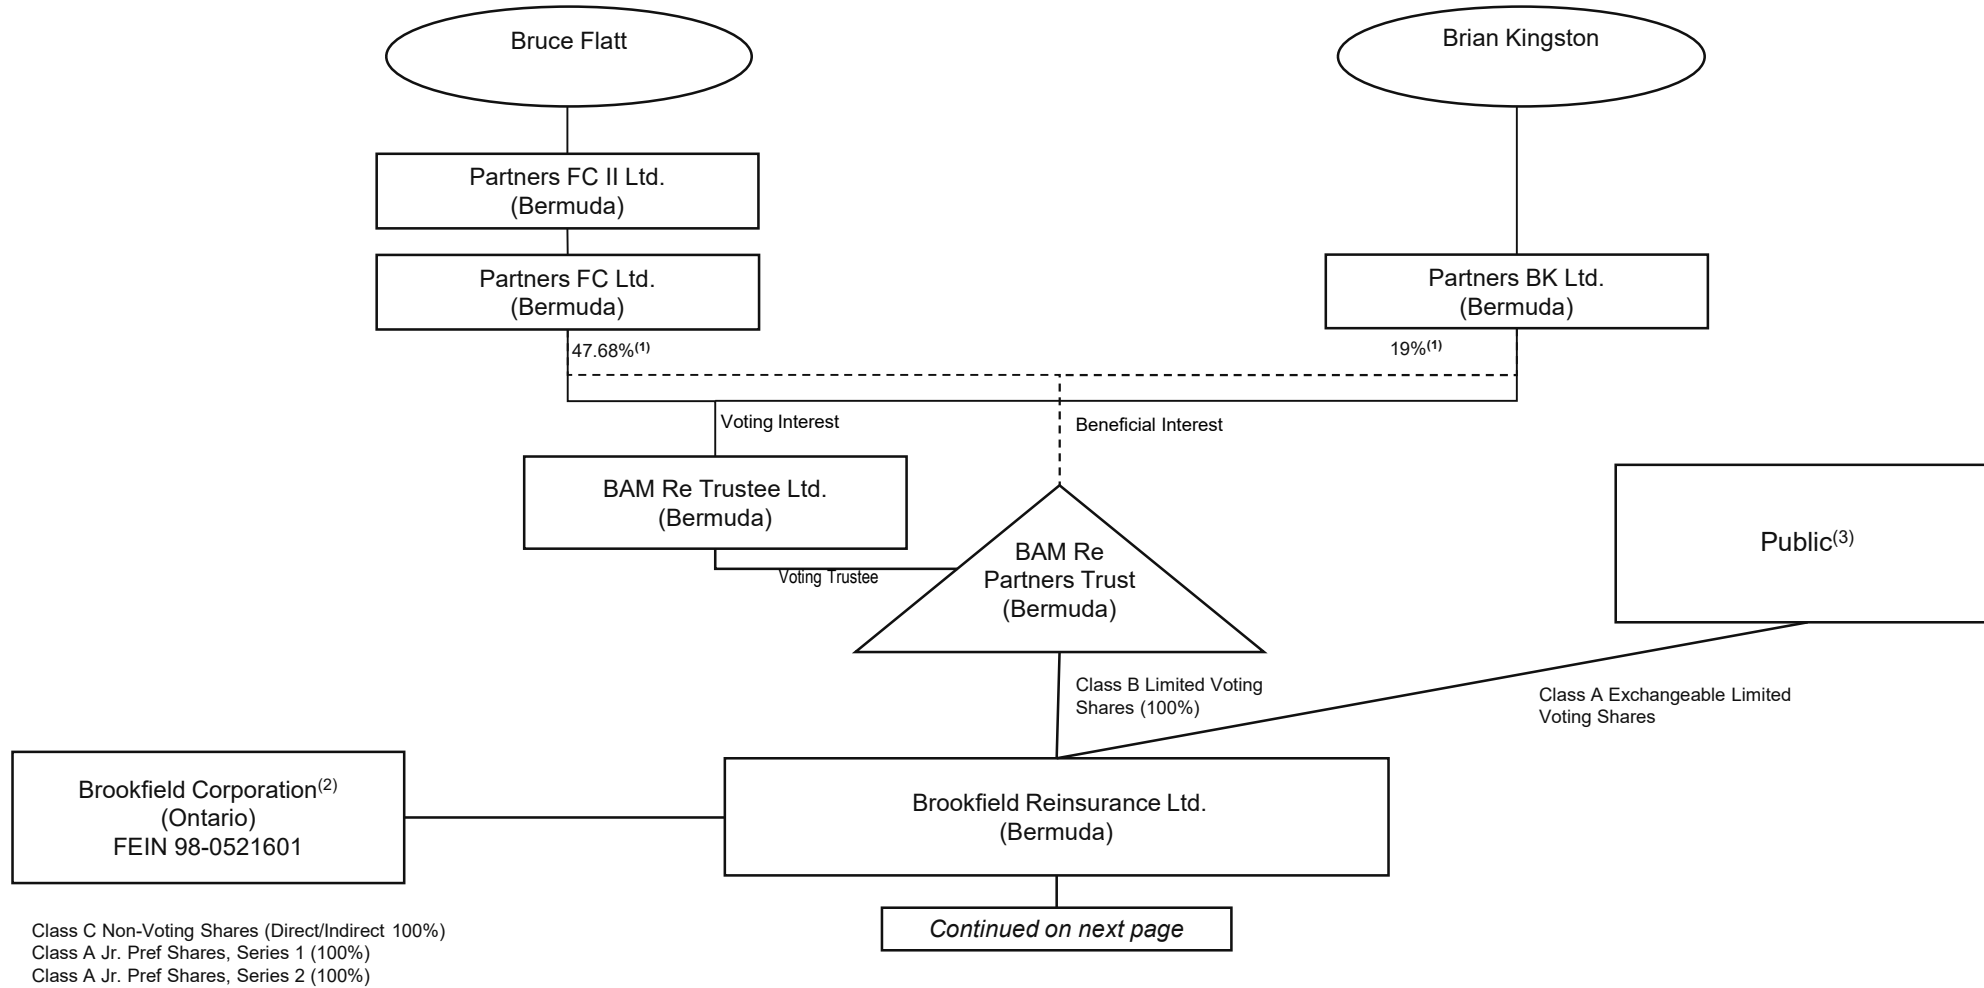 Bruce Flatt
Brian Kingston
Partners FC II Ltd.
(Bermuda)
Partners FC Ltd.
(Bermuda)
Partners BK Ltd.
(Bermuda)
47.68%(1)
19%(1)
Voting Interest
Beneficial Interest
BAM Re Trustee Ltd.
(Bermuda)
Voting Trustee
BAM Re
Partners Trust
(Bermuda)
Public(3)
Class B Limited Voting
Shares (100%)
Class A Exchangeable Limited
Voting Shares
Brookfield Corporation(2)
(Ontario)
FEIN 98-0521601
Brookfield Reinsurance Ltd.
(Bermuda)
Continued on next page
Class C Non-Voting Shares (Direct/Indirect 100%)
Class A Jr. Pref Shares, Series 1 (100%)
Class A Jr. Pref Shares, Series 2 (100%)